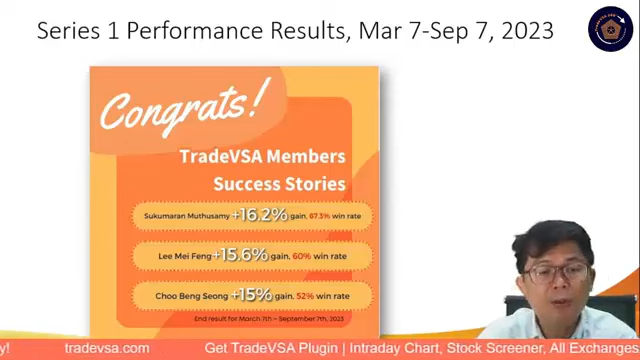 Series 1 Performance Results, Mar 7-Sep 7, 2023
Congrats!
TradeVSA Members
Success Stories
Sukumaran Muthusamy +16.2% gain, 67.3% win rate
Lee Mei Feng +15.6% gain, 60% win rate
Choo Beng Seong +15% gain, 52% win rate
End result for March 7th – September 7th, 2023
y! tradevsa.com Get TradeVSA Plugin | Intraday Chart, Stock Screener, All Exchanges